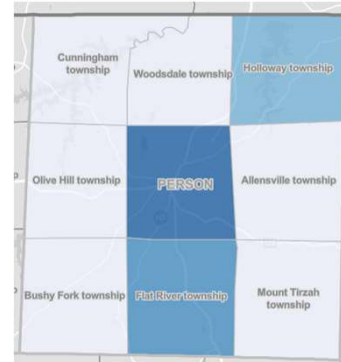 Cunningham
township
Woodsdale township
Holloway township
Olive Hill township
PERSON
Allensville township
Bushy Fork township
Flat River township
Mount Tirzah
township